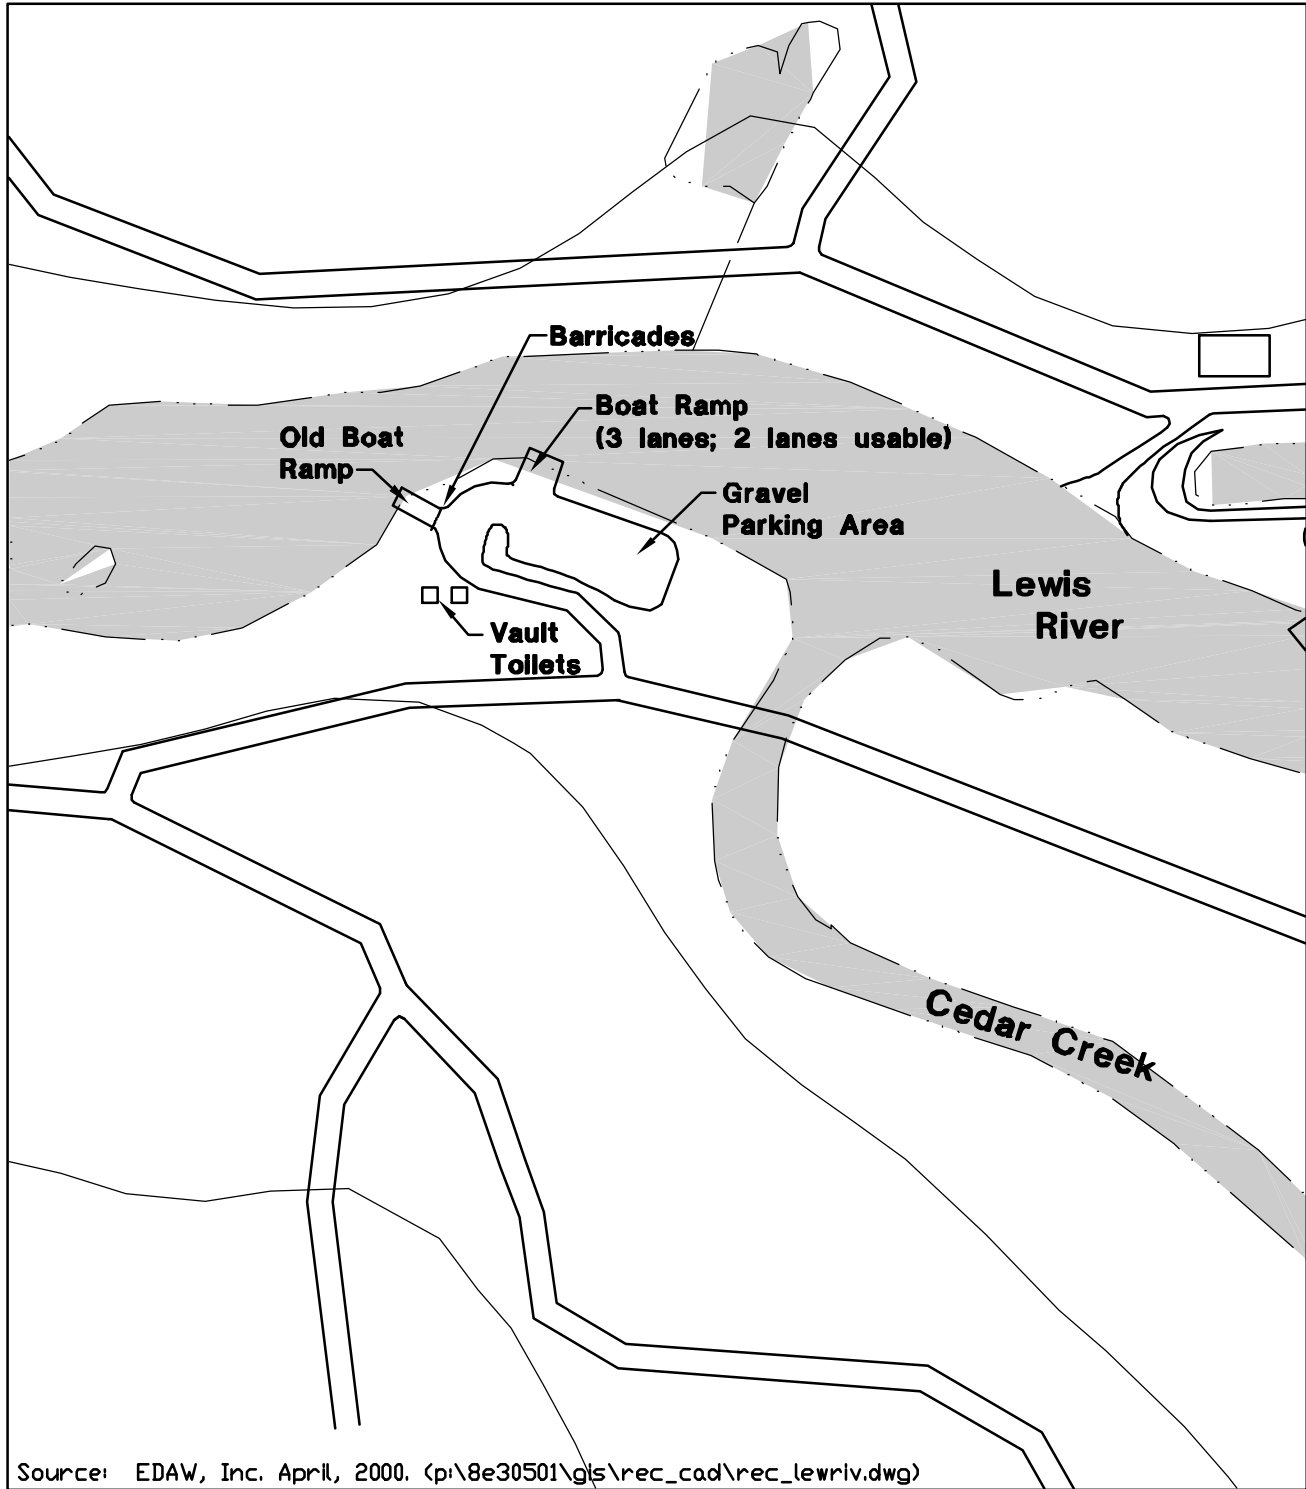 Barricades
Boat Ramp
(3 lanes; 2 lanes usable)
Old Boat
Ramp
Gravel
Parking Area
Lewis
River
Vault
Toilets
Cedar Creek
Source: EDAW, Inc. April, 2000. (p:\8e30501\gis\rec_cad\rec_lewriv.dwg)